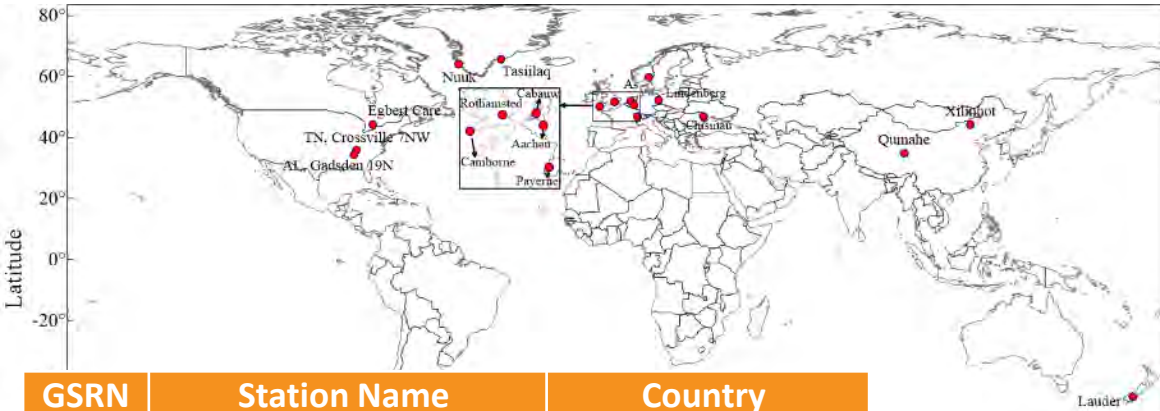 80°
60°
40°
20°
0°
-20°
Latitude
Nuuk
Tasiilaq
Egbert Care
TN, Crossville 7NW
AL, Gadsden 19N
Rothamsted
Cabauw
Aachen
Camborne
Payerne
As
Lindenberg
Chisinau
Xilinhot
Qumahe
Lauder
GSRN Station Name Country